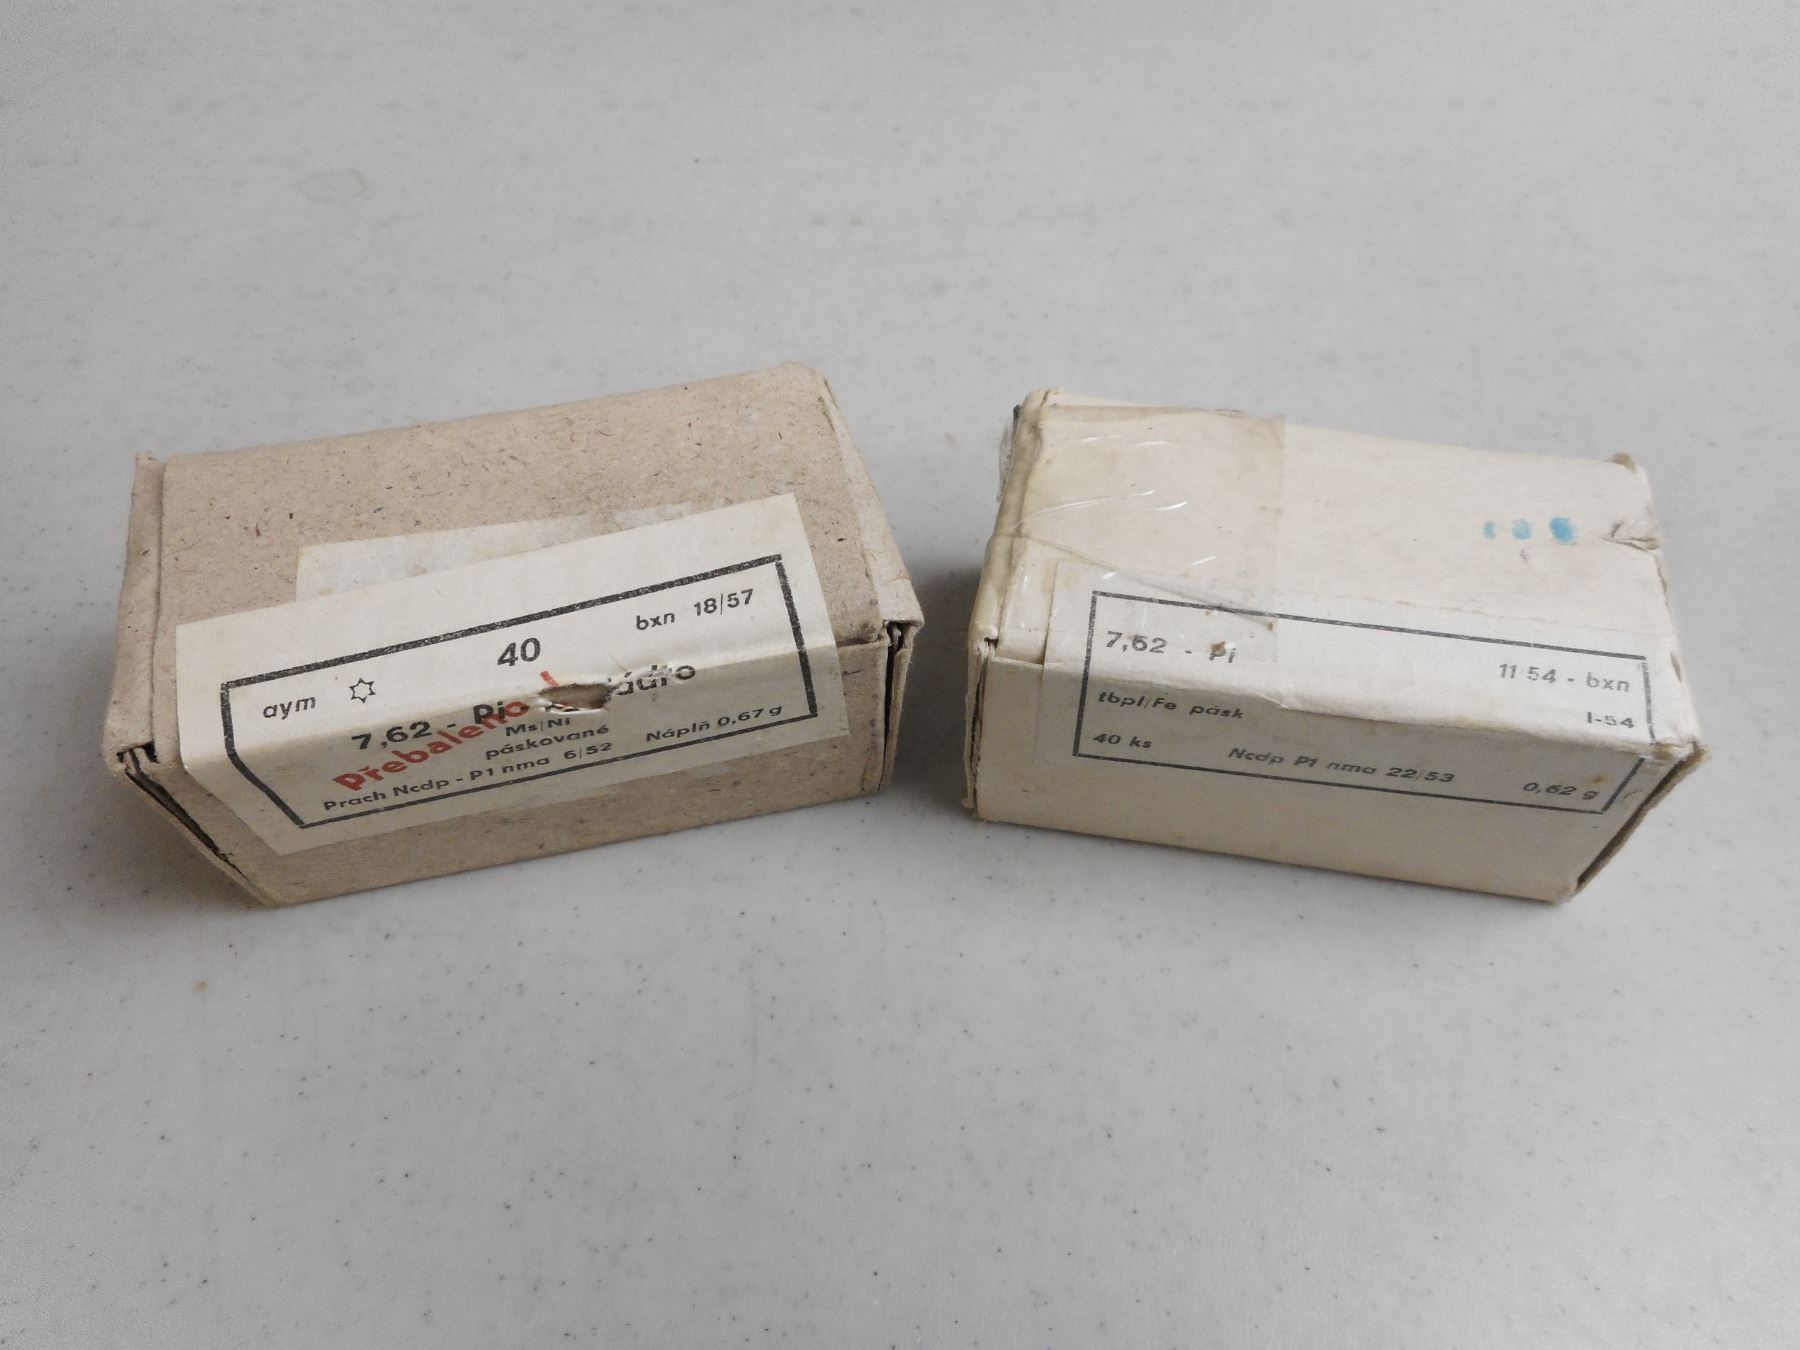 40
bxn 18/57
aym
7,62 - Pi -
Přebaleno
Ms/Ni
páskované
Prach Ncdp - P1 nma 6/52 Náplň 0,67 g
7,62 - Pi
11/54 - bxn
tbpl/Fe pásk
I-54
40 ks
Ncdp P1 nma 22/53
0,62 g